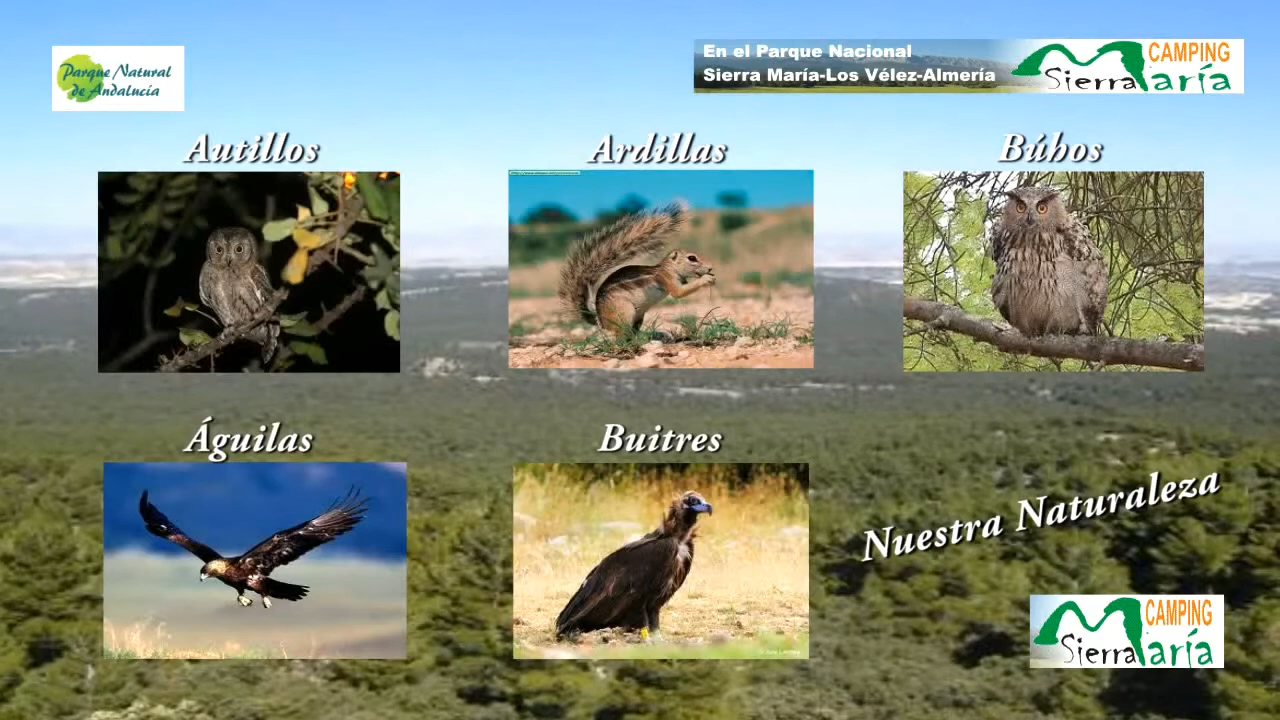 Parque Natural
de Andalucía
En el Parque Nacional
Sierra María-Los Vélez-Almería
CAMPING
Sierra María
Autillos
Ardillas
Búhos
Águilas
Buitres
Nuestra Naturaleza
CAMPING
Sierra María